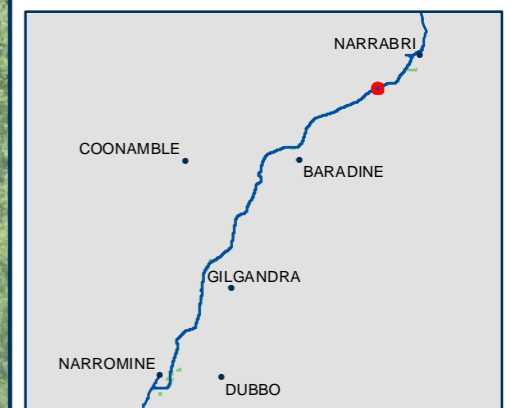 NARRABRI
COONAMBLE
BARADINE
GILGANDRA
NARROMINE
DUBBO